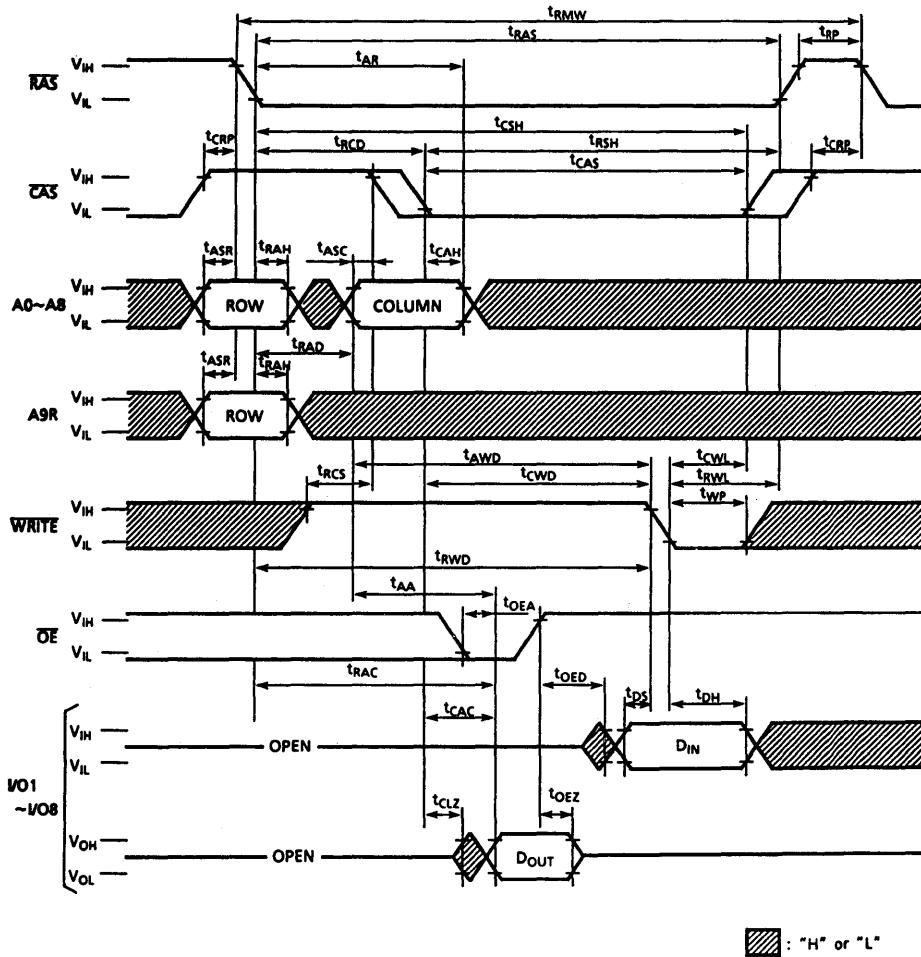 tRMW
tRAS
tRP
tAR
RAS
VIH
VIL
tCSH
tCRP
tRCD
tRSH
tCRP
tCAS
CAS
VIH
VIL
tASR
tRAH
tASC
tCAH
A0~A8
VIH
VIL
ROW
COLUMN
tRAD
tASR
tRAH
A9R
VIH
VIL
ROW
tAWD
tCWL
tRCS
tCWD
tRWL
tWP
WRITE
VIH
VIL
tRWD
tAA
tOEA
OE
VIH
VIL
tRAC
tOED
tCAC
tDS
tDH
I/O1
~I/O8
VIH
VIL
OPEN
DIN
tCLZ
tOEZ
VOH
VOL
OPEN
DOUT
: "H" or "L"